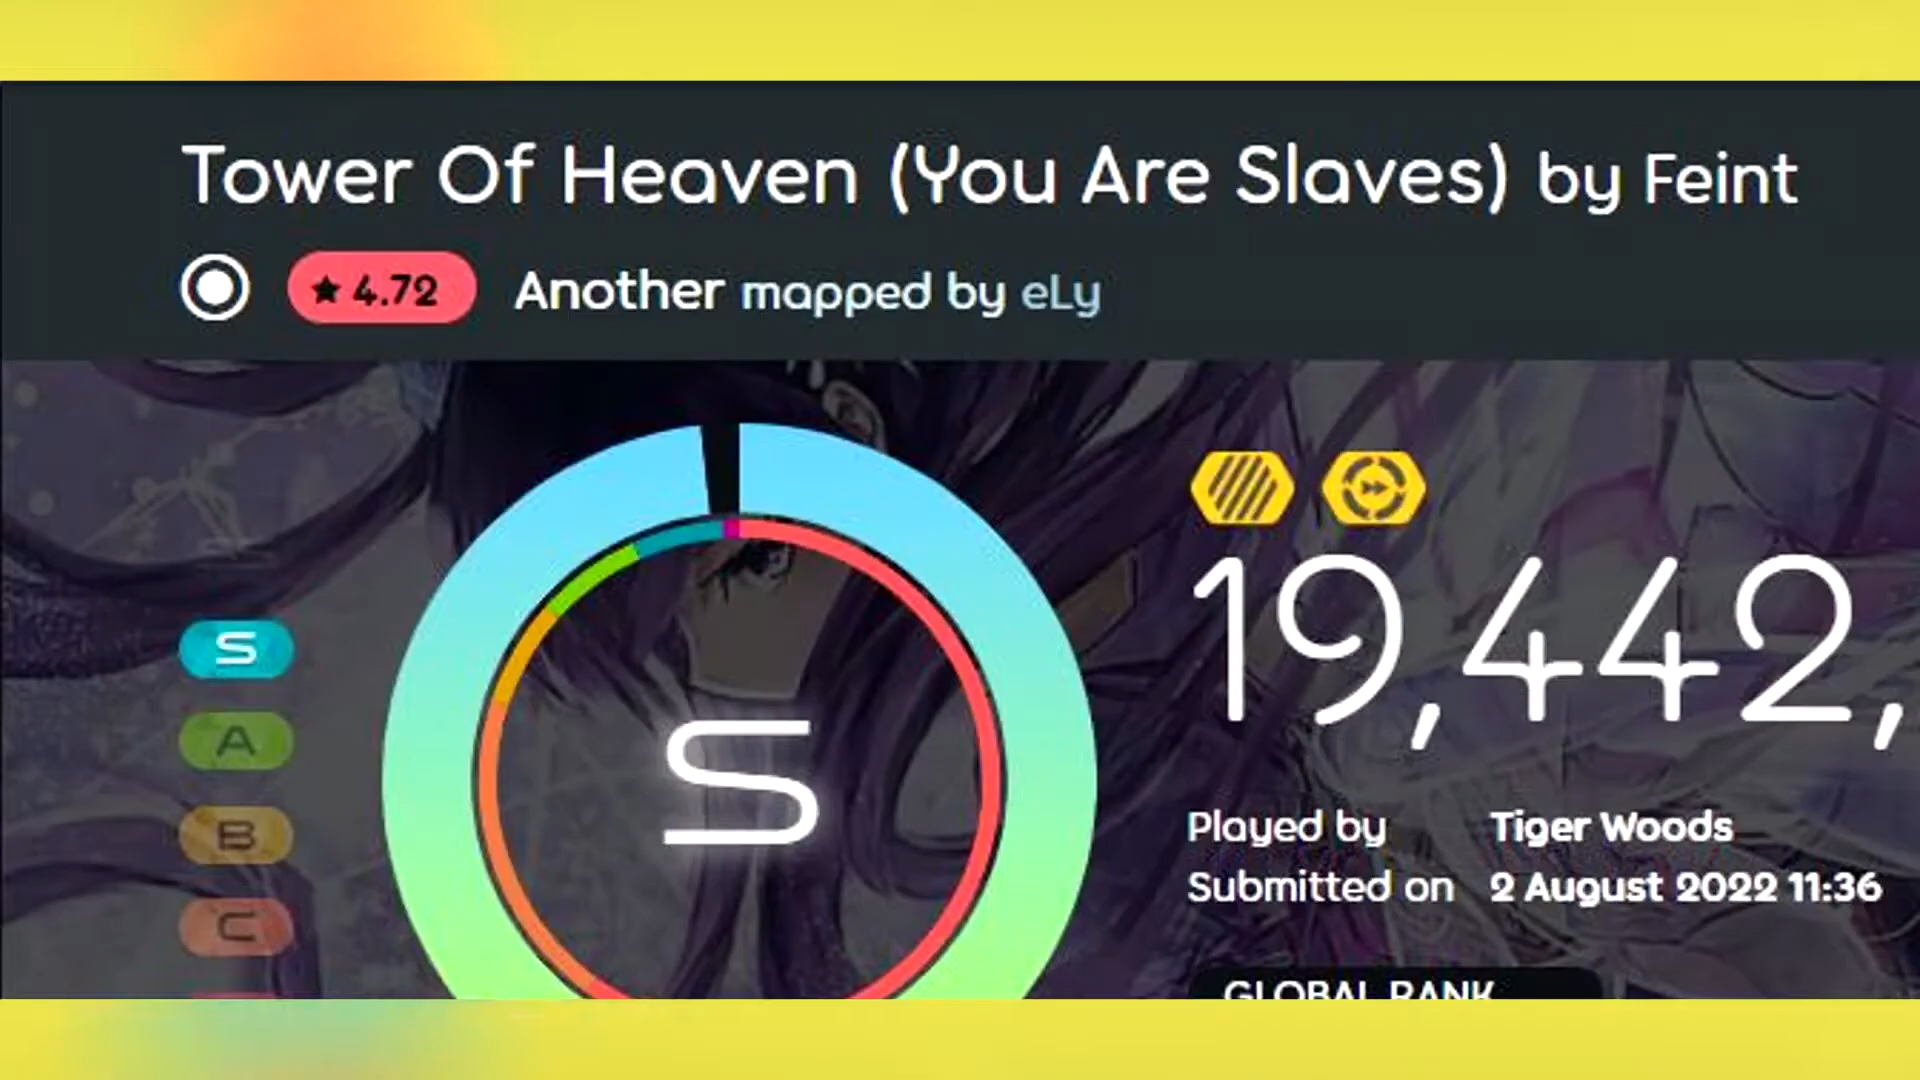 Tower Of Heaven (You Are Slaves) by Feint
4.72 Another mapped by eLy
19,442,
S
A
B
C
S
Played by Tiger Woods
Submitted on 2 August 2022 11:36
GLOBAL RANK